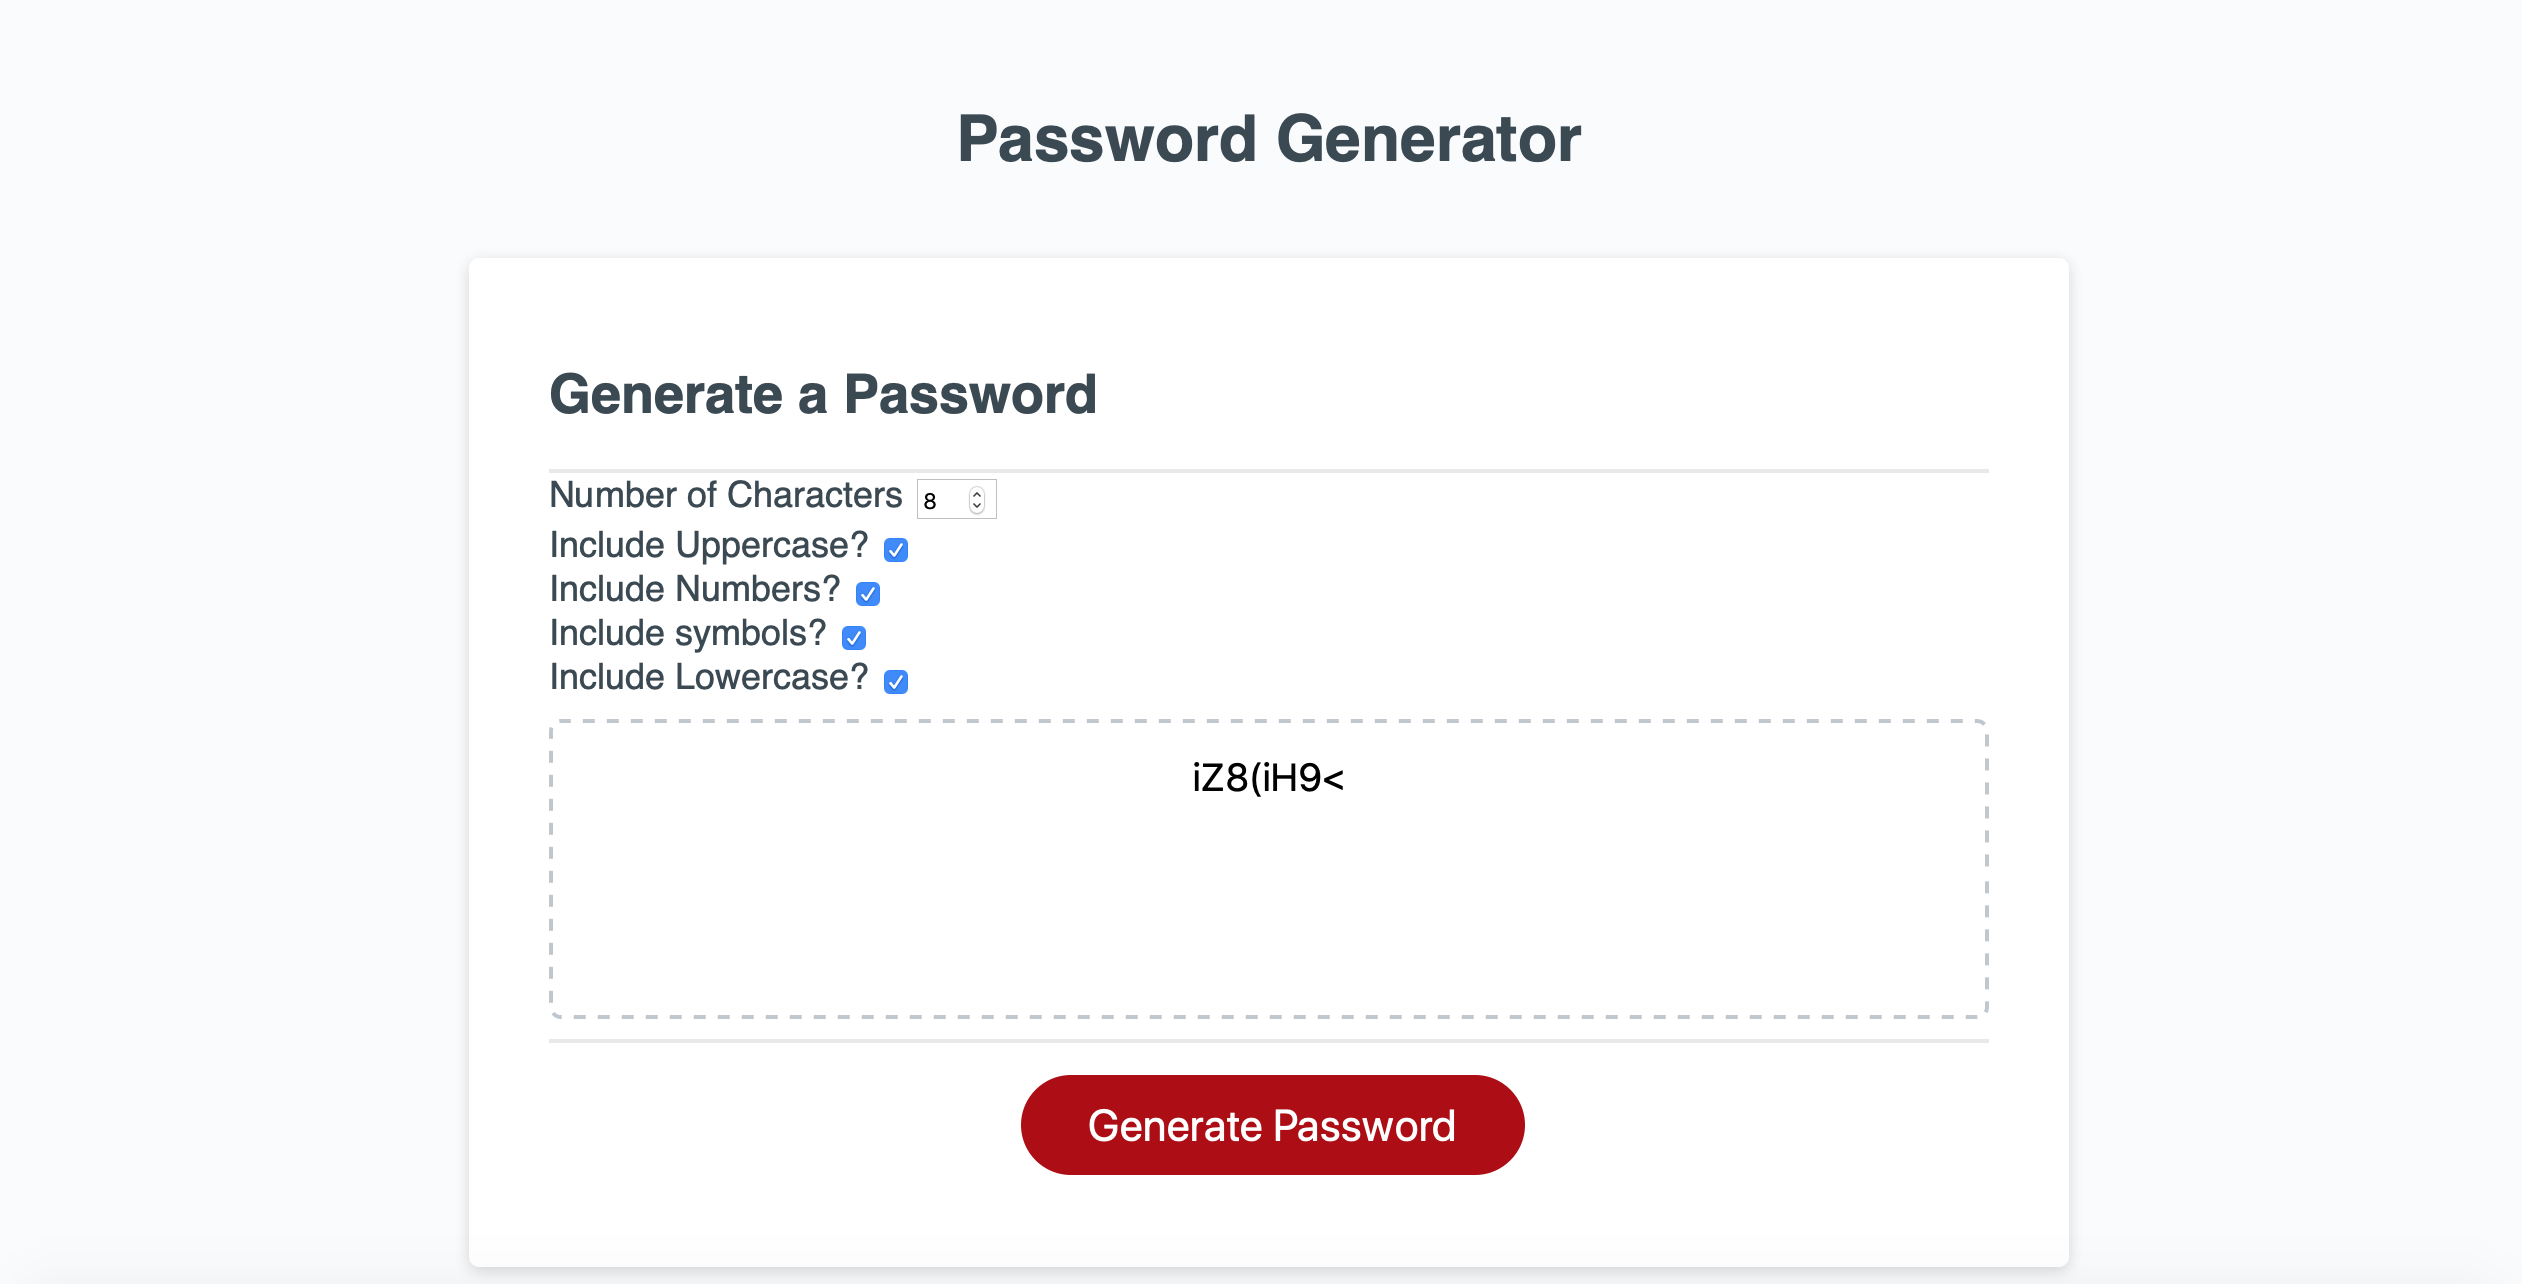 Password Generator
Generate a Password
Number of Characters 8
Include Uppercase?
Include Numbers?
Include symbols?
Include Lowercase?
iZ8(iH9<
Generate Password